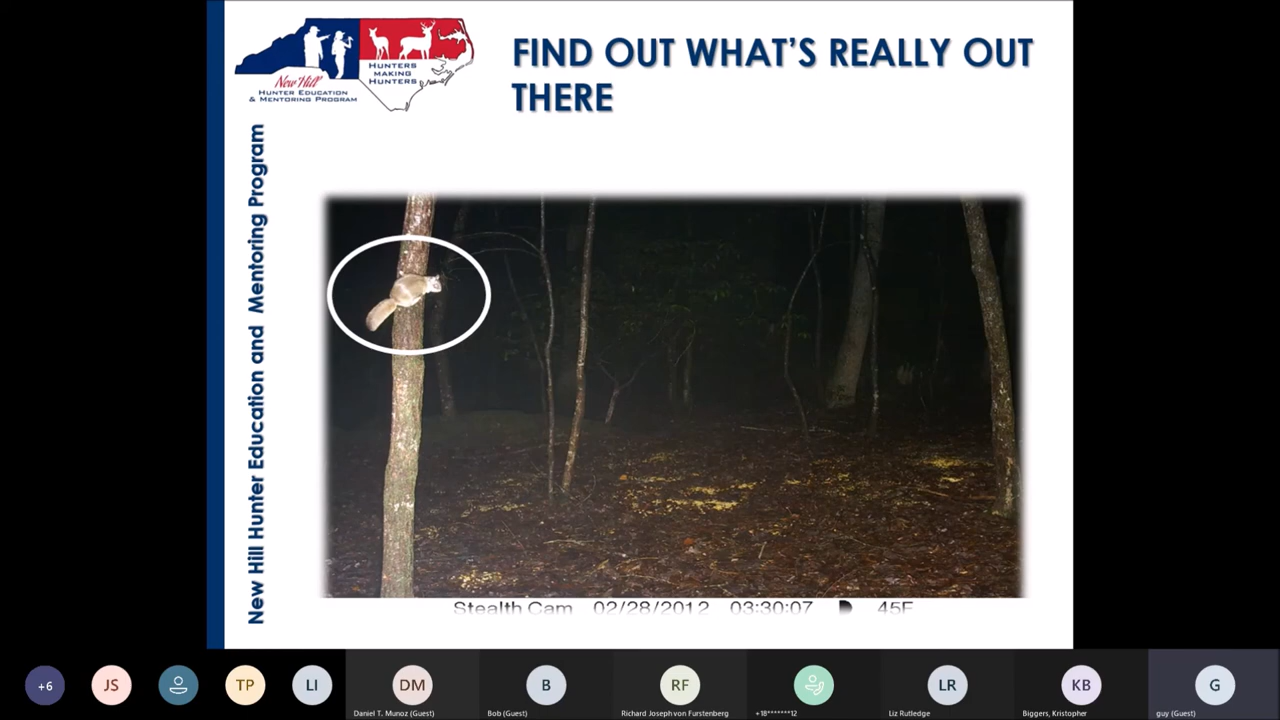 New Hill
HUNTER EDUCATION
& MENTORING PROGRAM
HUNTERS
MAKING
HUNTERS
FIND OUT WHAT'S REALLY OUT
THERE
New Hill Hunter Education and Mentoring Program
Stealth Cam 02/28/2012 03:30:07 45F
+6
JS
TP
LI
DM
B
RF
LR
KB
G
Daniel T. Munoz (Guest)
Bob (Guest)
Richard Joseph von Furstenberg
+18*******12
Liz Rutledge
Biggers, Kristopher
guy (Guest)